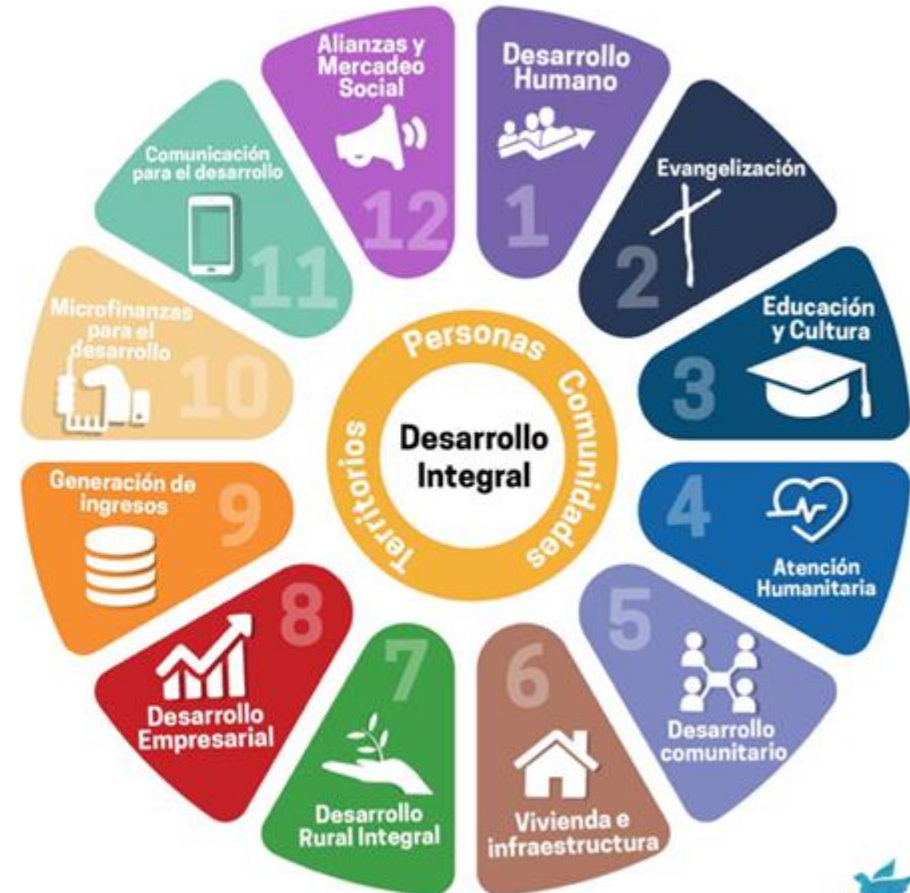 Desarrollo
Humano
1
Evangelización
2
Educación
y Cultura
3
4
Atención
Humanitaria
5
Desarrollo
comunitario
6
Vivienda e
infraestructura
7
Desarrollo
Rural Integral
8
Desarrollo
Empresarial
Generación de
ingresos
9
Microfinanzas
para el
desarrollo
10
Comunicación
para el desarrollo
11
Alianzas y
Mercadeo
Social
12
Personas
Comunidades
Territorios
Desarrollo
Integral